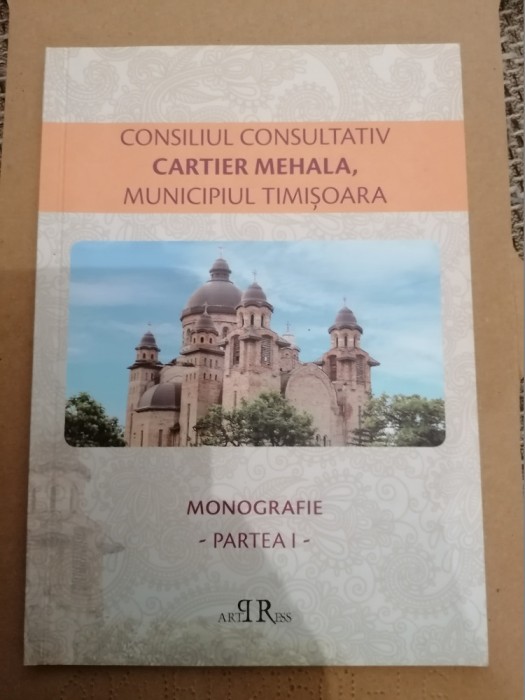 CONSILIUL CONSULTATIV
CARTIER MEHALA,
MUNICIPIUL TIMIȘOARA
MONOGRAFIE
- PARTEA I -
ARTPRESS